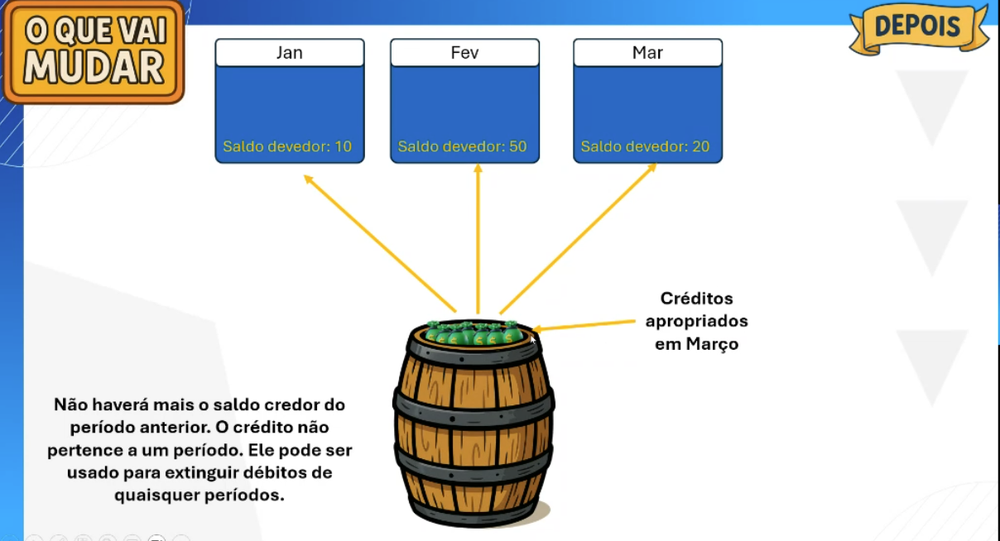 O QUE VAI
MUDAR
DEPOIS
Jan
Fev
Mar
Saldo devedor: 10
Saldo devedor: 50
Saldo devedor: 20
Créditos
apropriados
em Março
Não haverá mais o saldo credor do
período anterior. O crédito não
pertence a um período. Ele pode ser
usado para extinguir débitos de
quaisquer períodos.